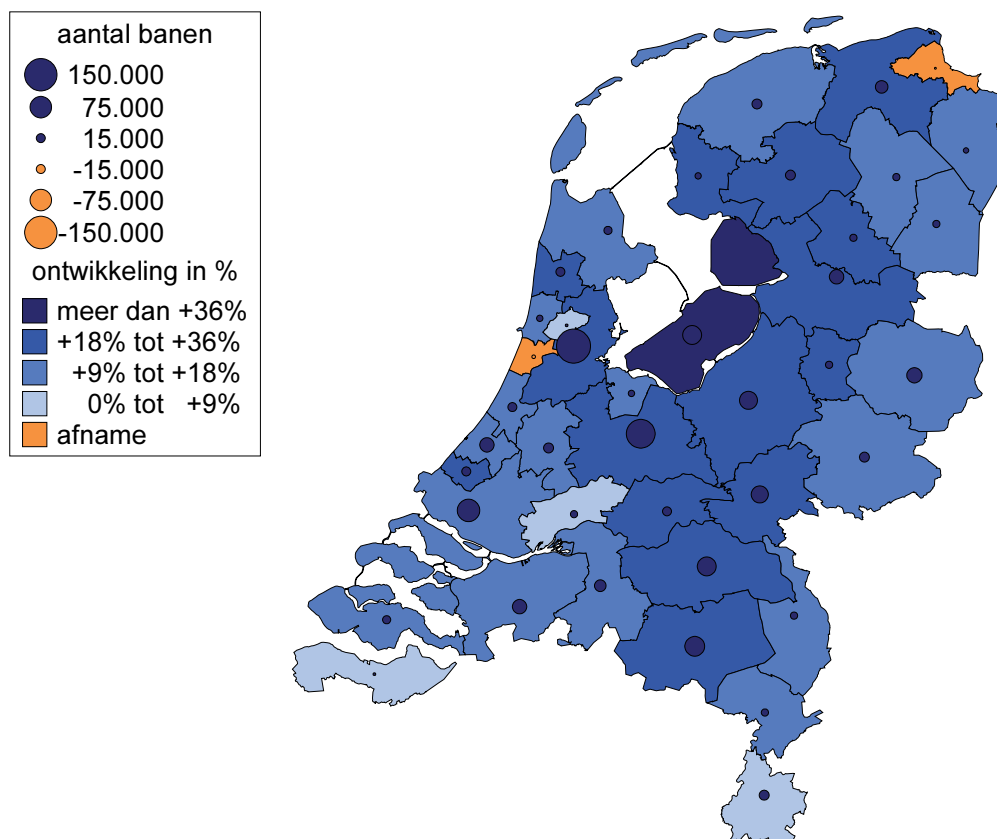 aantal banen
150.000
75.000
15.000
-15.000
-75.000
-150.000
ontwikkeling in %
meer dan +36%
+18% tot +36%
+9% tot +18%
0% tot +9%
afname